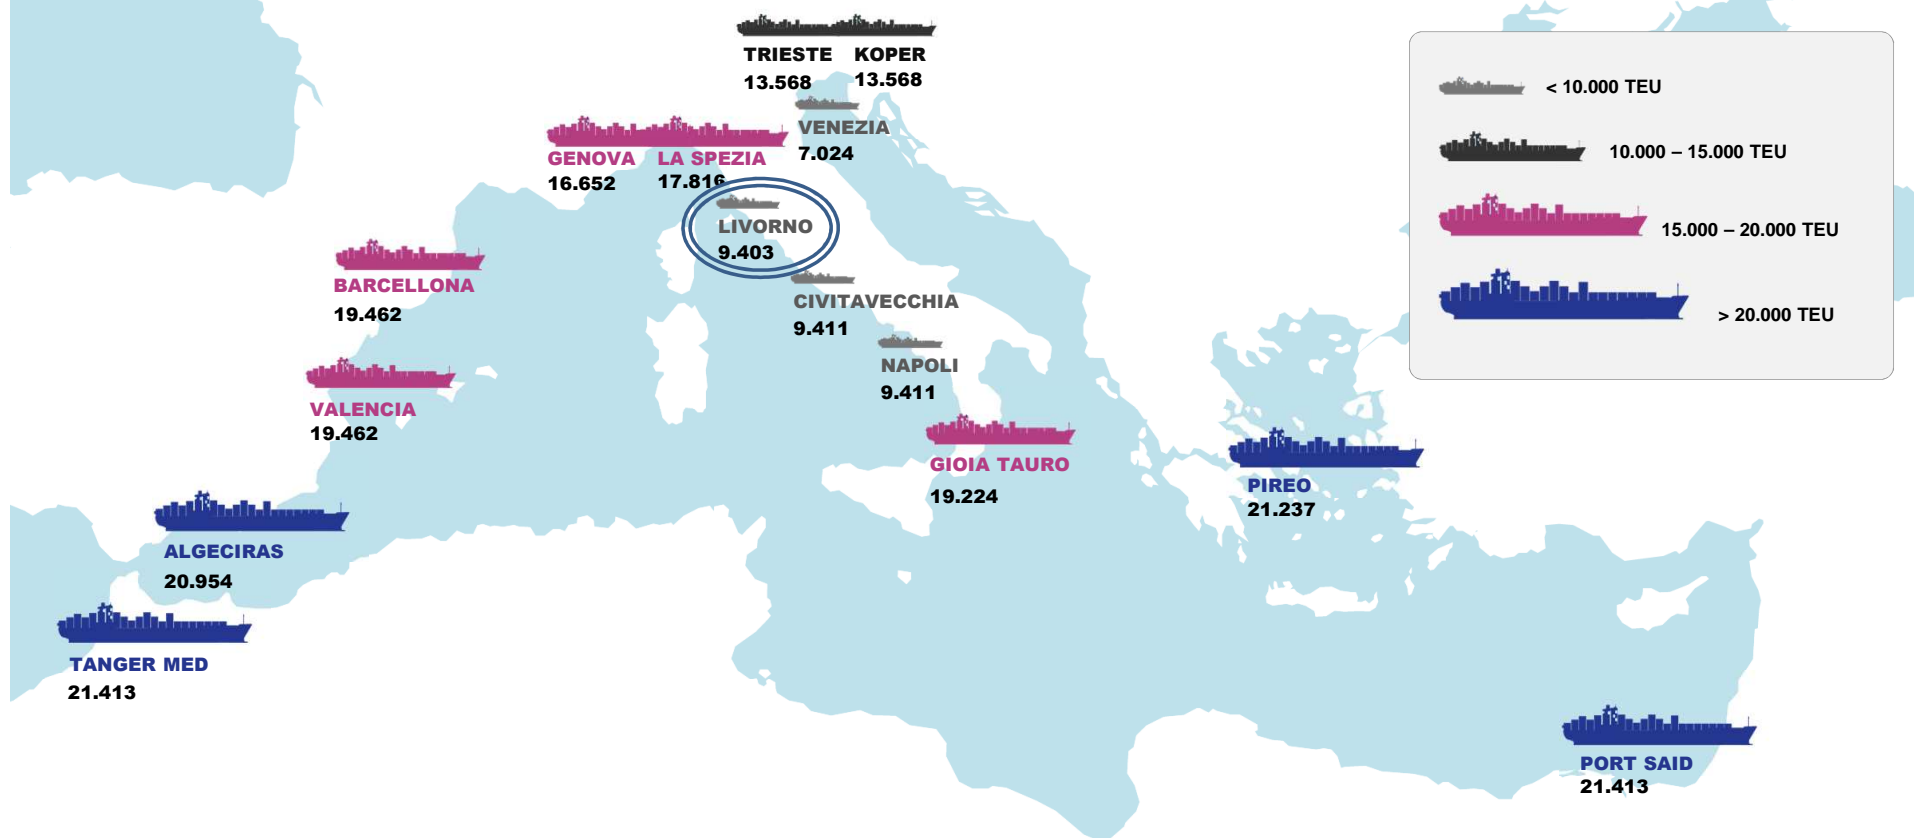 TRIESTE
13.568
KOPER
13.568
VENEZIA
7.024
GENOVA
16.652
LA SPEZIA
17.816
LIVORNO
9.403
BARCELLONA
19.462
CIVITAVECCHIA
9.411
NAPOLI
9.411
VALENCIA
19.462
GIOIA TAURO
19.224
PIREO
21.237
ALGECIRAS
20.954
TANGER MED
21.413
PORT SAID
21.413
< 10.000 TEU
10.000 – 15.000 TEU
15.000 – 20.000 TEU
> 20.000 TEU